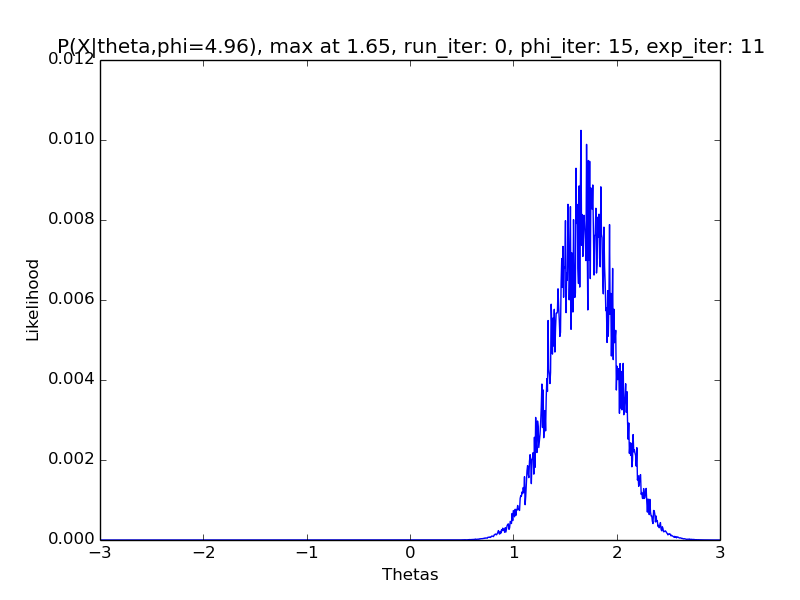 P(X|theta,phi=4.96), max at 1.65, run_iter: 0, phi_iter: 15, exp_iter: 11
0.012
0.010
0.008
0.006
0.004
0.002
0.000
Likelihood
−3 −2 −1 0 1 2 3
Thetas